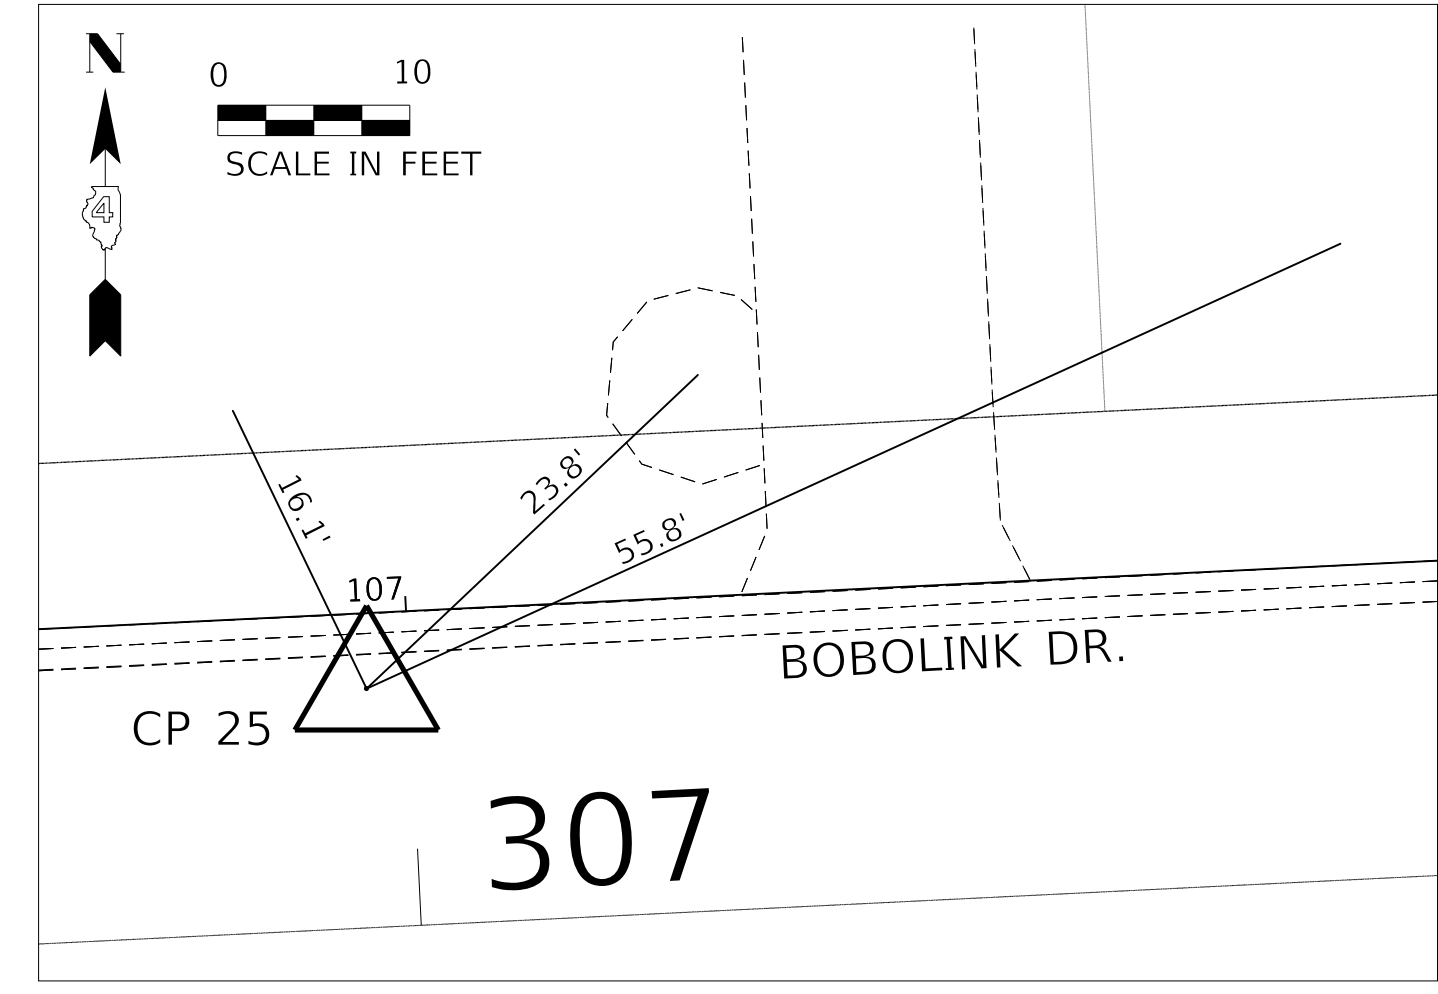 N
0 10
SCALE IN FEET
4
16.1'
23.8'
55.8'
107
BOBOLINK DR.
CP 25
307